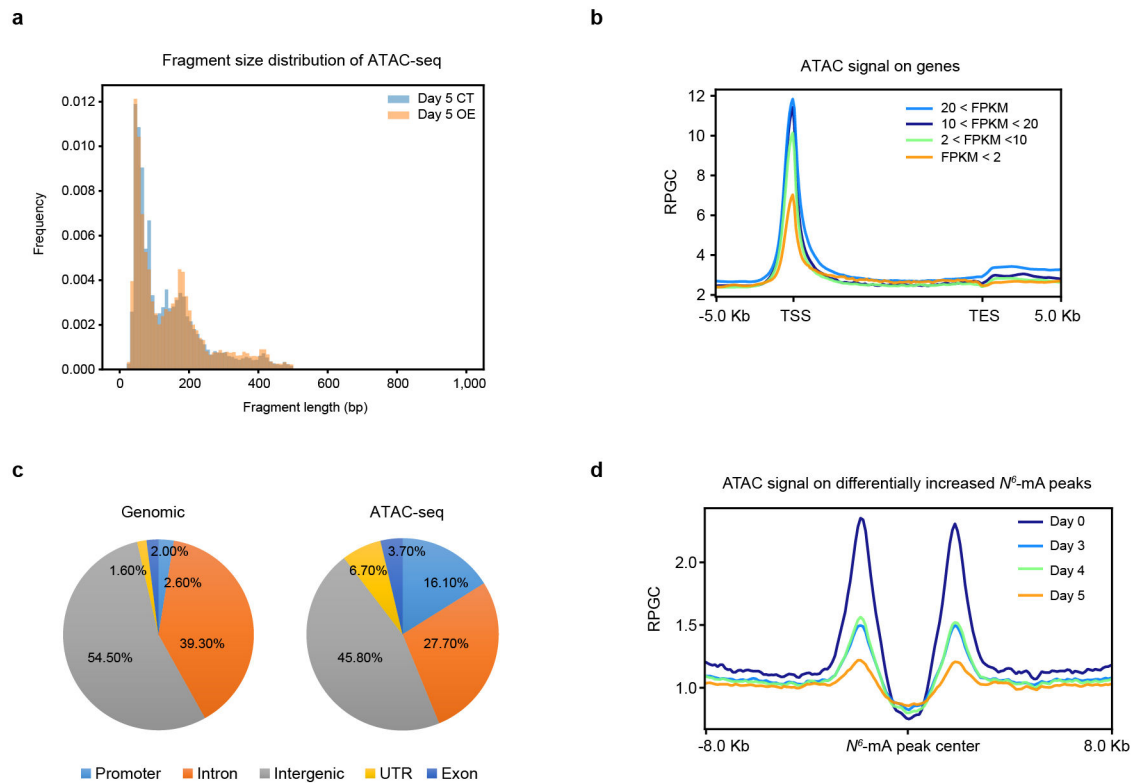 a
Fragment size distribution of ATAC-seq
0.012
0.010
0.008
0.006
0.004
0.002
0.000
Frequency
Day 5 CT
Day 5 OE
0 200 400 600 800 1,000
Fragment length (bp)
b
ATAC signal on genes
12
10
8
6
4
2
RPGC
20 < FPKM
10 < FPKM < 20
2 < FPKM <10
FPKM < 2
-5.0 Kb TSS TES 5.0 Kb
c
Genomic
2.00%
1.60%
2.60%
39.30%
54.50%
ATAC-seq
3.70%
6.70%
16.10%
27.70%
45.80%
Promoter Intron Intergenic UTR Exon
d
ATAC signal on differentially increased N⁶-mA peaks
2.0
1.5
1.0
RPGC
Day 0
Day 3
Day 4
Day 5
-8.0 Kb N⁶-mA peak center 8.0 Kb